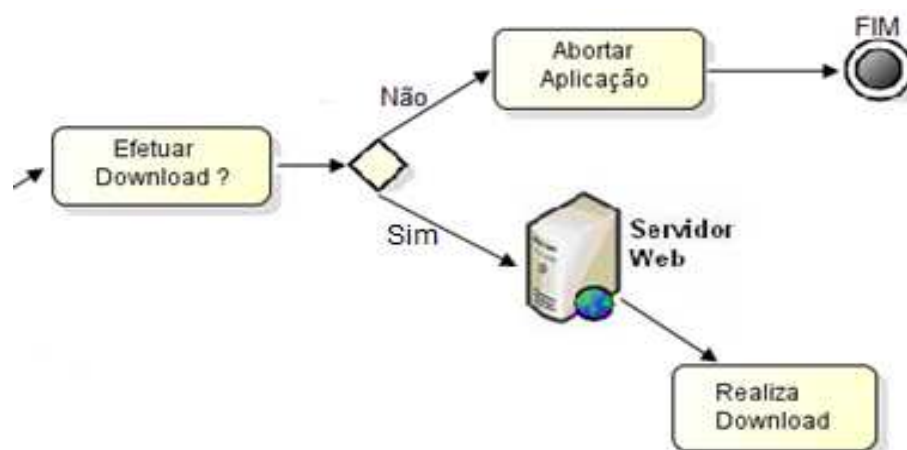 FIM
Abortar
Aplicação
Não
Efetuar
Download ?
Sim
Servidor
Web
Realiza
Download